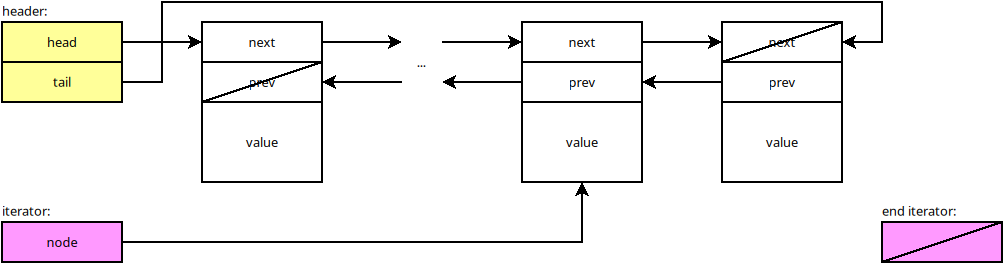 header:
head next next next
tail prev ... prev prev
value value value
iterator: end iterator:
node